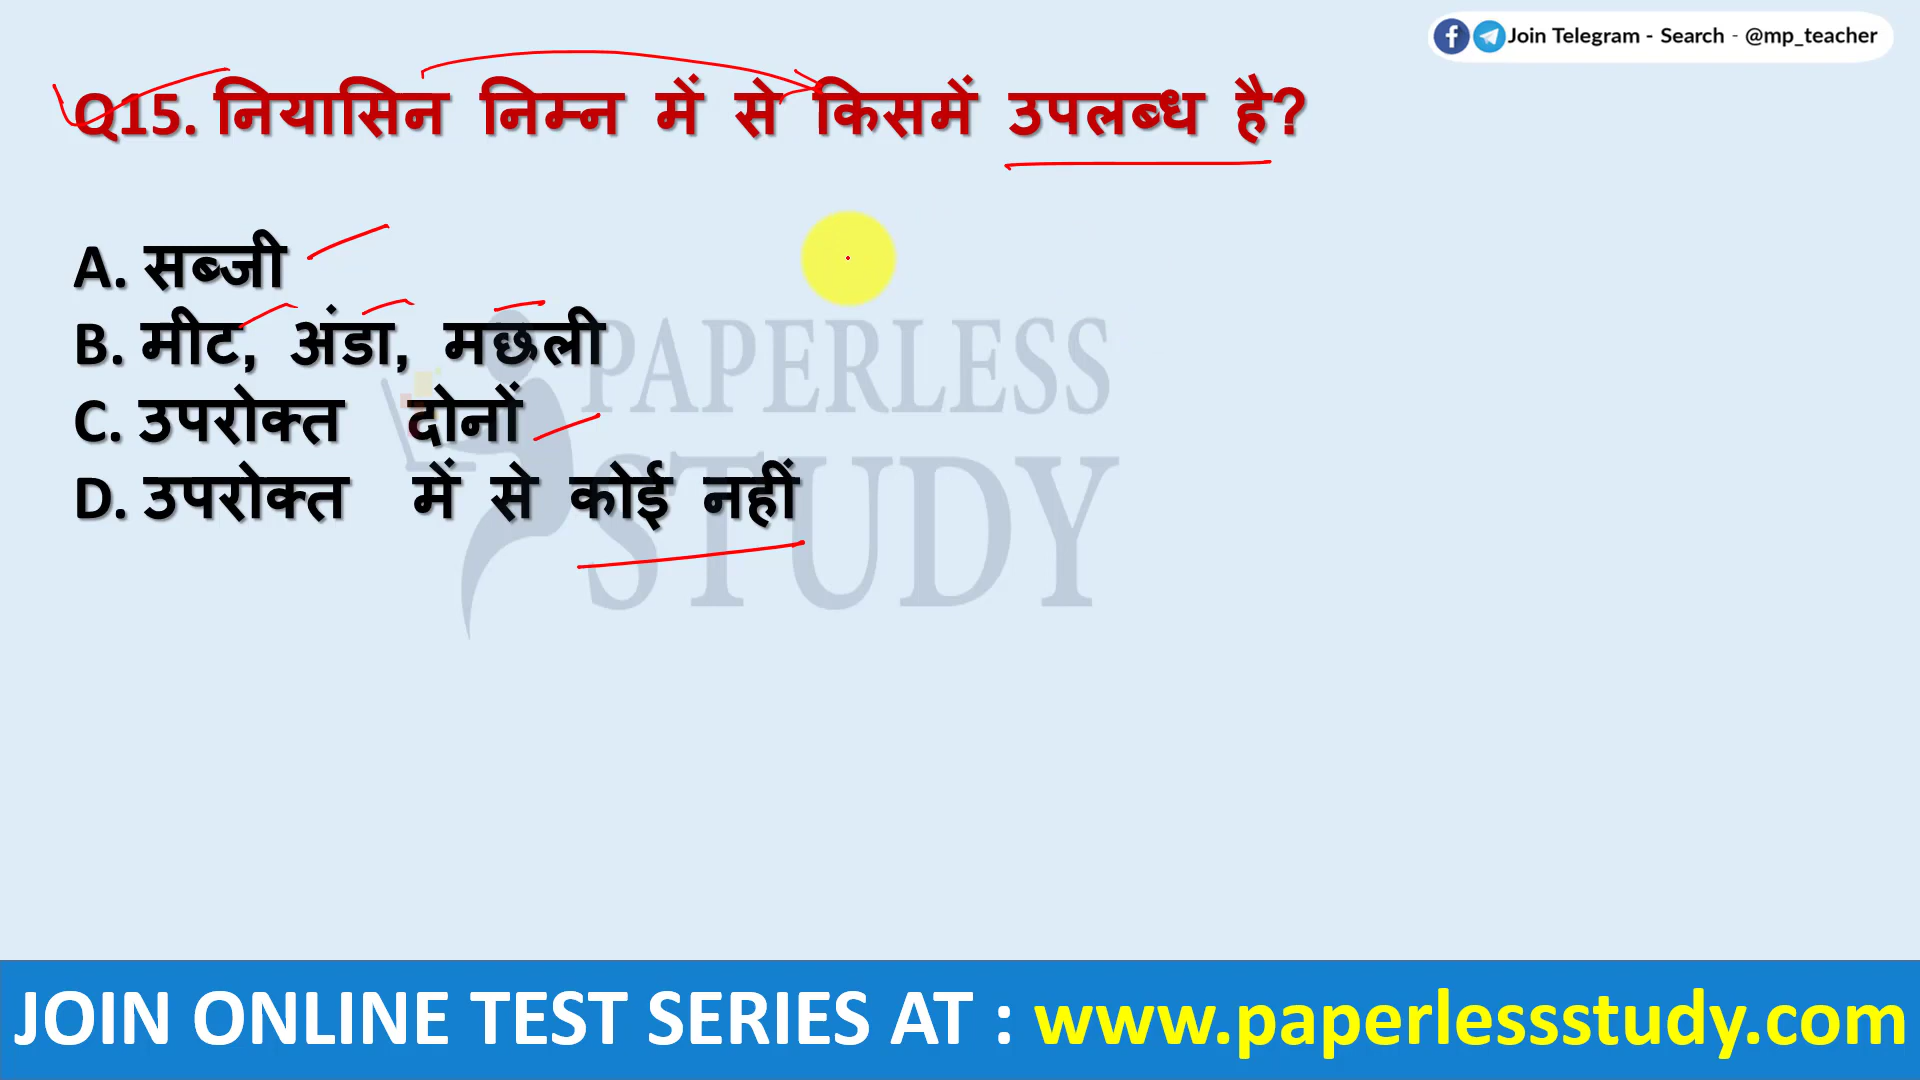 Join Telegram - Search - @mp_teacher
Q15. नियासिन निम्न में से किसमें उपलब्ध है?
A. सब्जी
B. मीट, अंडा, मछली
C. उपरोक्त दोनों
D. उपरोक्त में से कोई नहीं
PAPERLESS
STUDY
JOIN ONLINE TEST SERIES AT : www.paperlessstudy.com